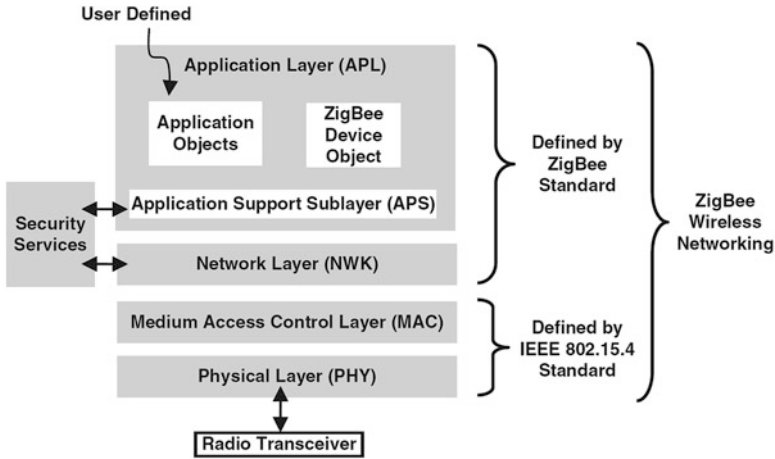 User Defined
Application Layer (APL)
Application
Objects
ZigBee
Device
Object
Application Support Sublayer (APS)
Security
Services
Network Layer (NWK)
Medium Access Control Layer (MAC)
Physical Layer (PHY)
Radio Transceiver
Defined by
ZigBee
Standard
Defined by
IEEE 802.15.4
Standard
ZigBee
Wireless
Networking